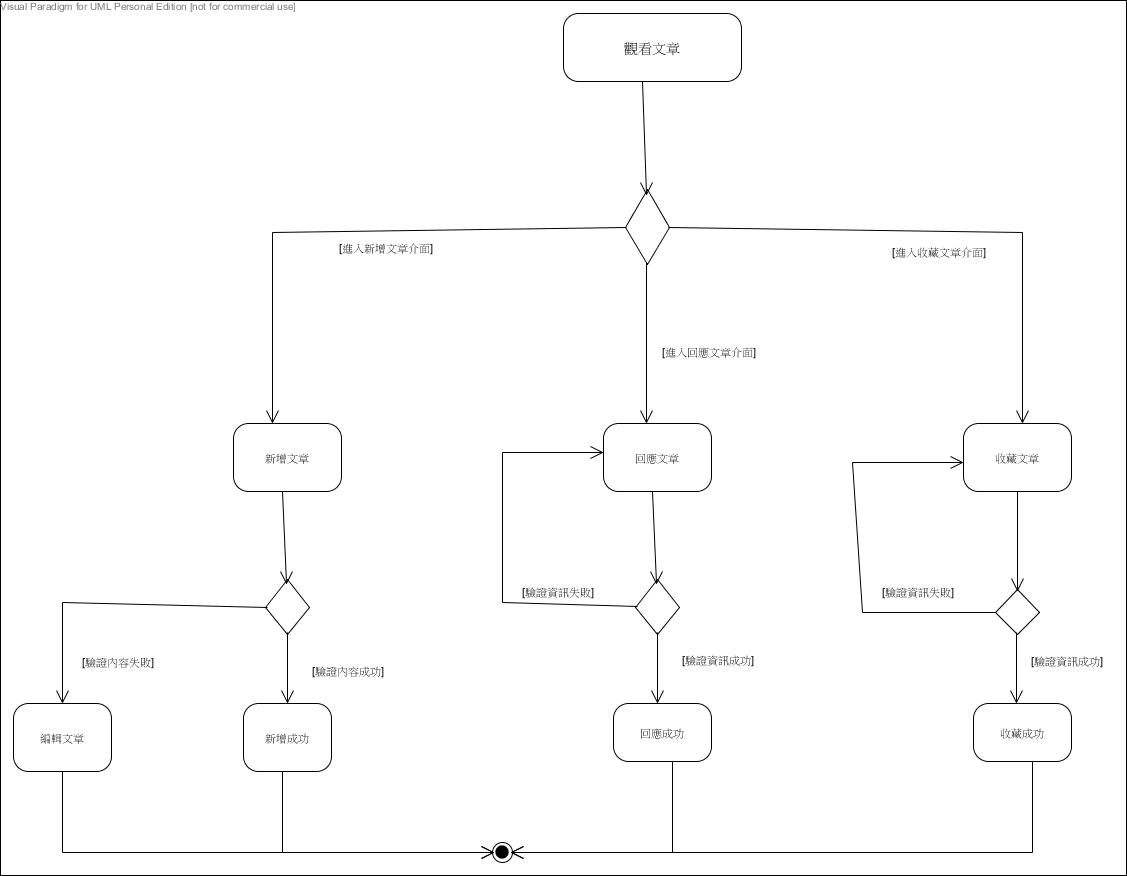 Visual Paradigm for UML Personal Edition [not for commercial use]
觀看文章
[進入新增文章介面]
[進入收藏文章介面]
[進入回應文章介面]
新增文章
回應文章
收藏文章
[驗證資訊失敗]
[驗證資訊失敗]
[驗證內容失敗]
[驗證內容成功]
[驗證資訊成功]
[驗證資訊成功]
編輯文章
新增成功
回應成功
收藏成功